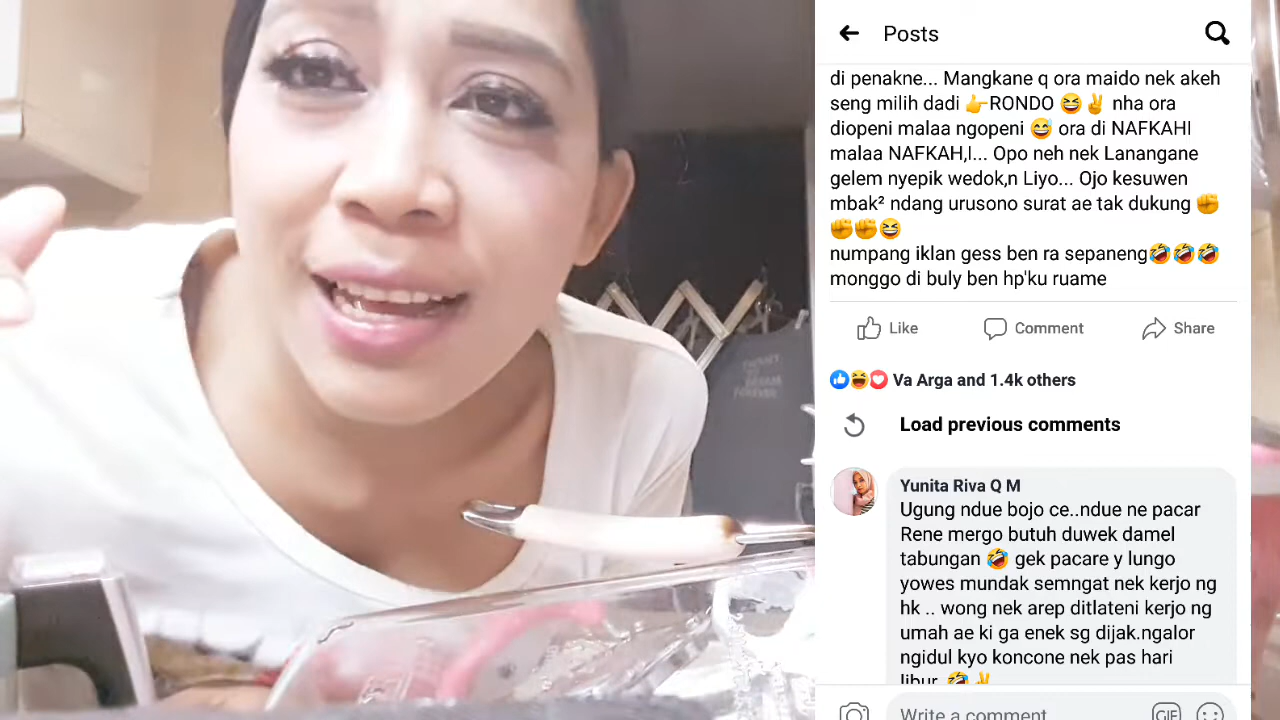 Posts
di penakne... Mangkane q ora maido nek akeh
seng milih dadi 👉RONDO 😆✌ nha ora
diopeni malaa ngopeni 😅 ora di NAFKAHI
malaa NAFKAH,I... Opo neh nek Lanangane
gelem nyepik wedok,n Liyo... Ojo kesuwen
mbak² ndang urusono surat ae tak dukung ✊
✊✊😆
numpang iklan gess ben ra sepaneng🤣🤣🤣
monggo di buly ben hp'ku ruame
Like Comment Share
Va Arga and 1.4k others
Load previous comments
Yunita Riva Q M
Ugung ndue bojo ce..ndue ne pacar
Rene mergo butuh duwek damel
tabungan 🤣 gek pacare y lungo
yowes mundak semngat nek kerjo ng
hk .. wong nek arep ditlateni kerjo ng
umah ae ki ga enek sg dijak.ngalor
ngidul kyo koncone nek pas hari
libur 🤣✌
Write a comment
GIF